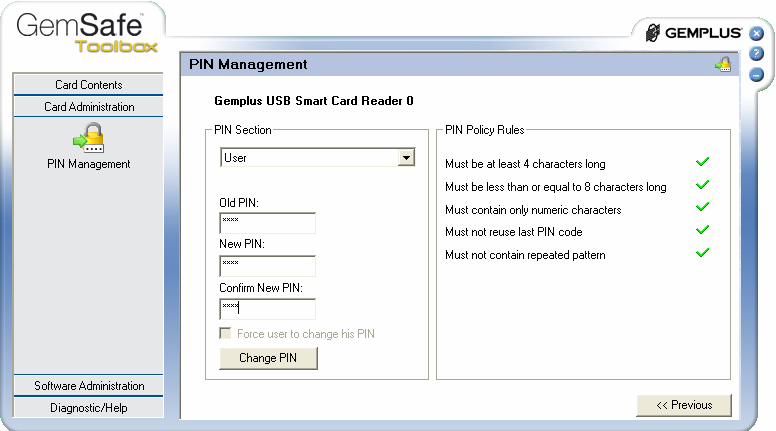 GemSafe™
Toolbox
GEMPLUS
Card Contents
Card Administration
PIN Management
Software Administration
Diagnostic/Help
PIN Management
Gemplus USB Smart Card Reader 0
PIN Section
User
Old PIN:
****
New PIN:
****
Confirm New PIN:
****
Force user to change his PIN
Change PIN
PIN Policy Rules
Must be at least 4 characters long
Must be less than or equal to 8 characters long
Must contain only numeric characters
Must not reuse last PIN code
Must not contain repeated pattern
<< Previous